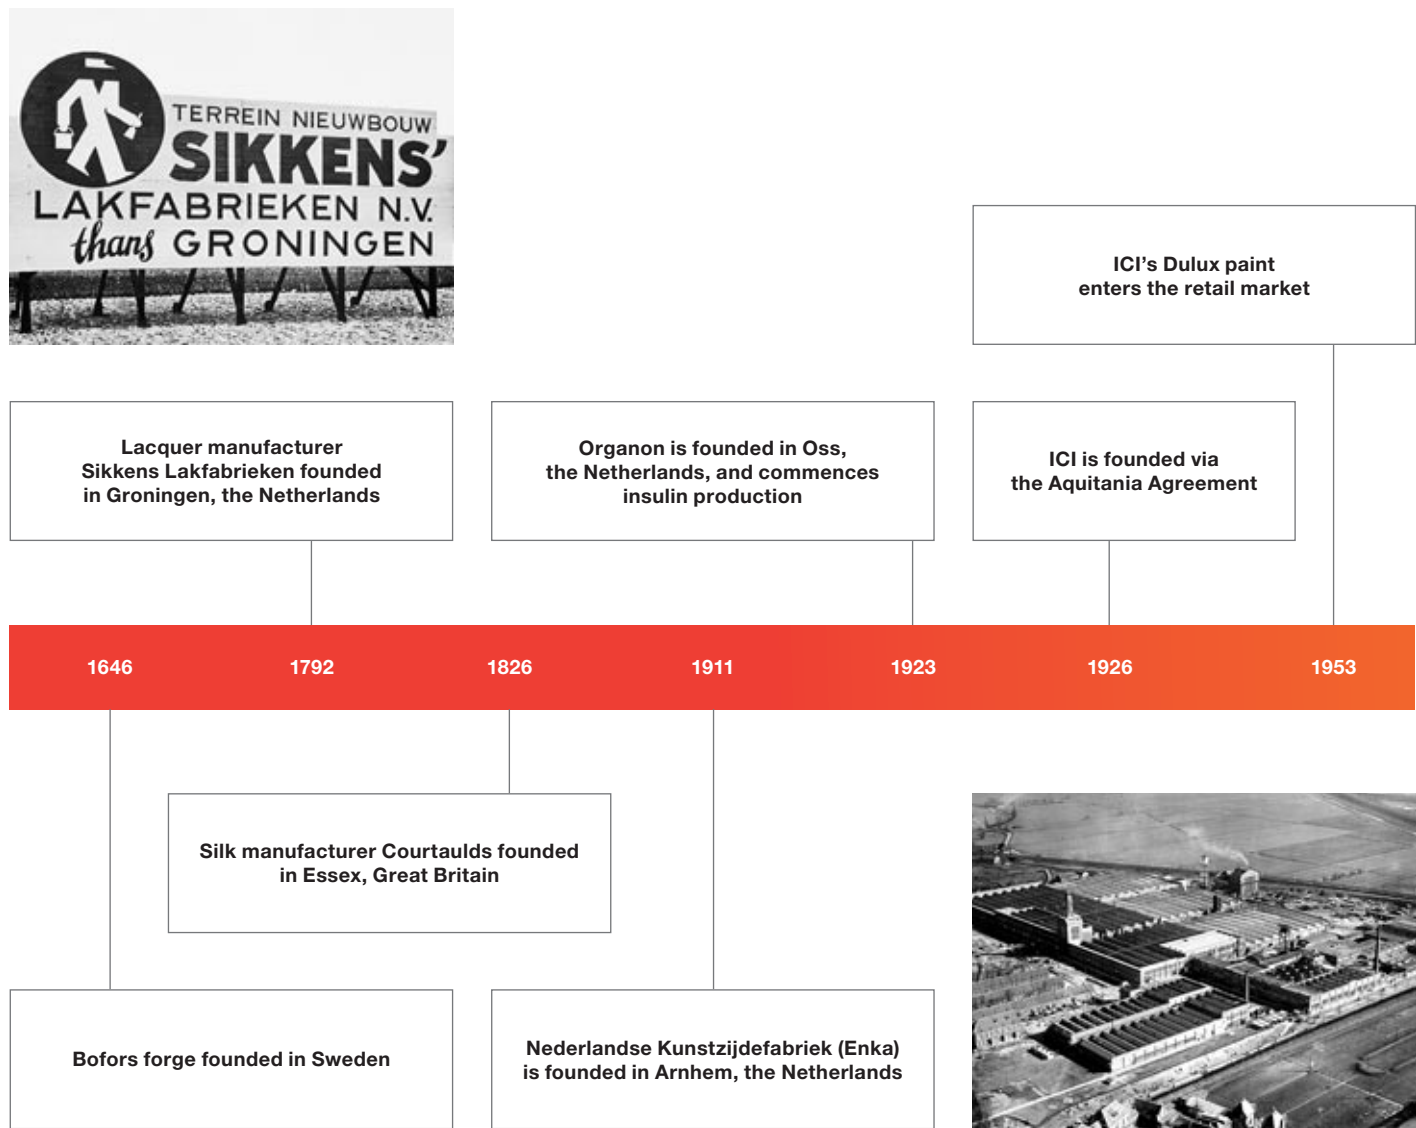 TERREIN NIEUWBOUW
SIKKENS'
LAKFABRIEKEN N.V.
thans GRONINGEN
ICI’s Dulux paint
enters the retail market
Lacquer manufacturer
Sikkens Lakfabrieken founded
in Groningen, the Netherlands
Organon is founded in Oss,
the Netherlands, and commences
insulin production
ICI is founded via
the Aquitania Agreement
1646 1792 1826 1911 1923 1926 1953
Silk manufacturer Courtaulds founded
in Essex, Great Britain
Bofors forge founded in Sweden
Nederlandse Kunstzijdefabriek (Enka)
is founded in Arnhem, the Netherlands